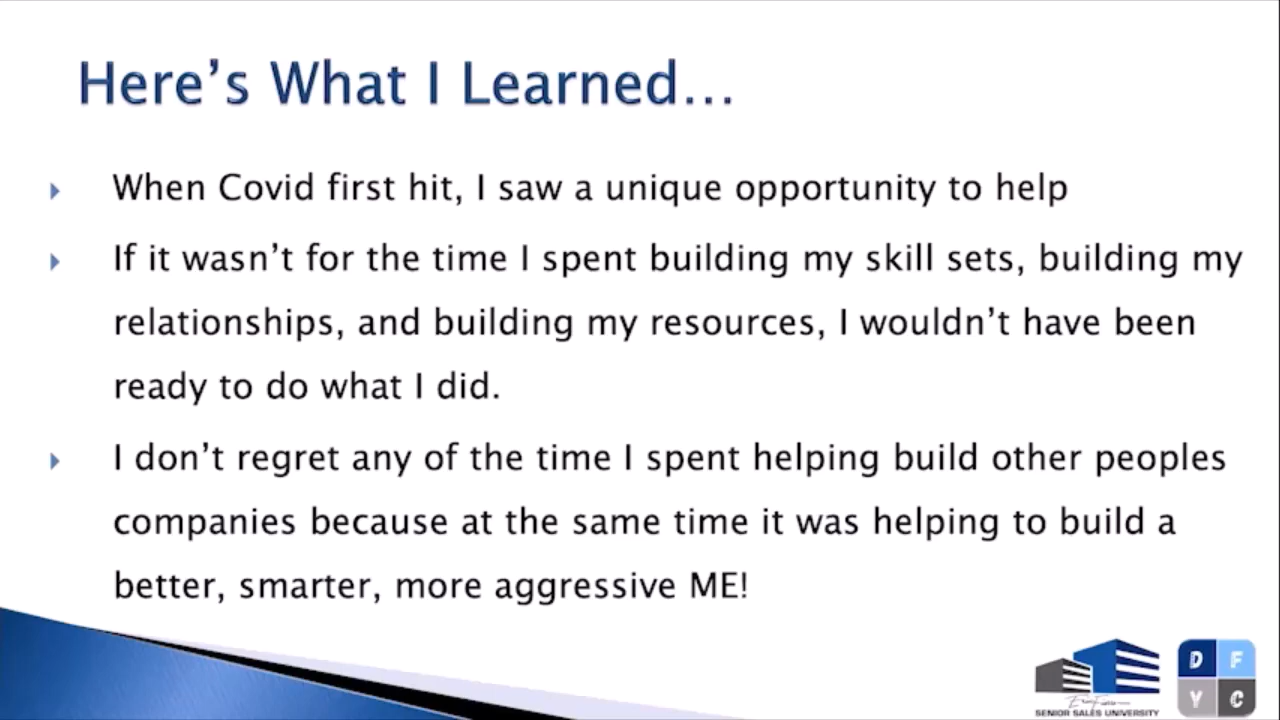 Here's What I Learned...
When Covid first hit, I saw a unique opportunity to help
If it wasn't for the time I spent building my skill sets, building my
relationships, and building my resources, I wouldn't have been
ready to do what I did.
I don't regret any of the time I spent helping build other peoples
companies because at the same time it was helping to build a
better, smarter, more aggressive ME!
SENIOR SALES UNIVERSITY
D F
Y C